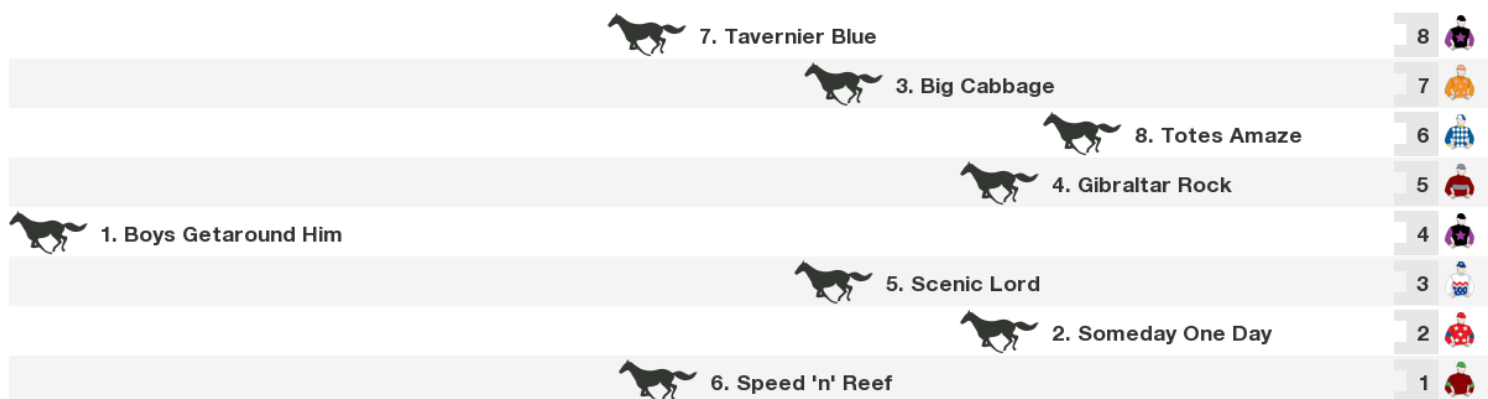 7. Tavernier Blue 8
3. Big Cabbage 7
8. Totes Amaze 6
4. Gibraltar Rock 5
1. Boys Getaround Him 4
5. Scenic Lord 3
2. Someday One Day 2
6. Speed 'n' Reef 1